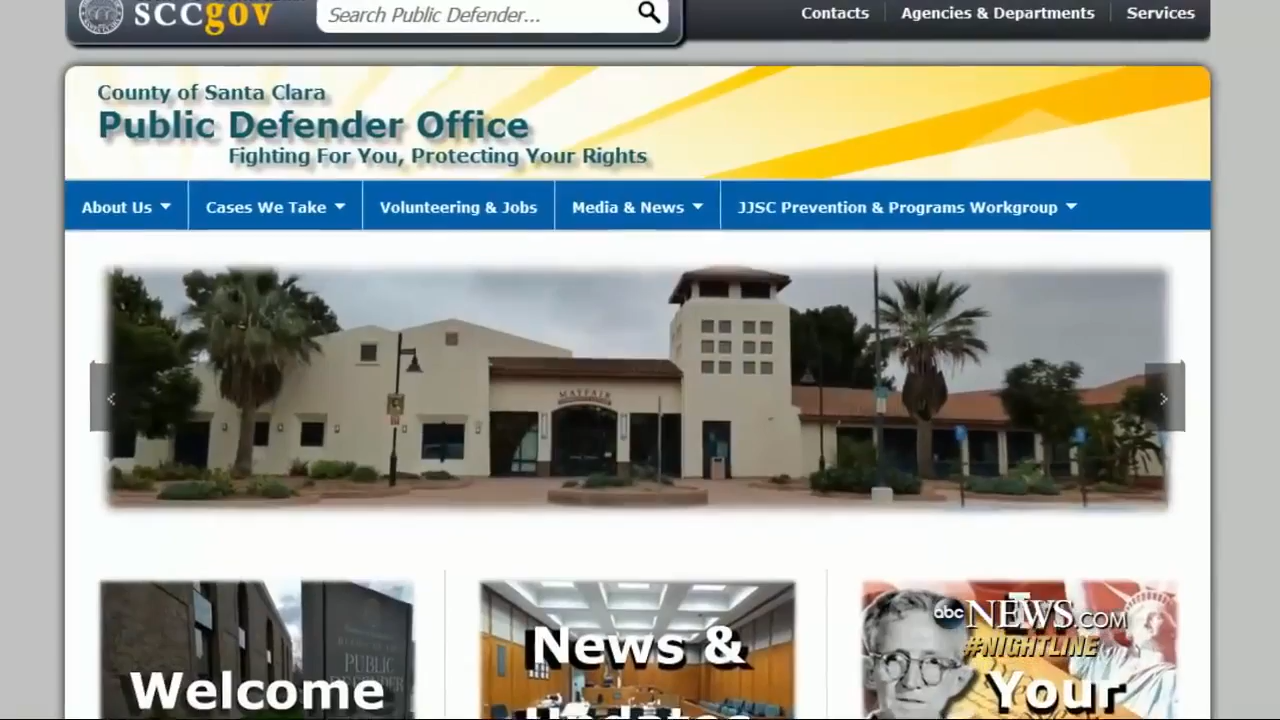 sccgov
Search Public Defender...
Contacts
Agencies & Departments
Services
County of Santa Clara
Public Defender Office
Fighting For You, Protecting Your Rights
About Us
Cases We Take
Volunteering & Jobs
Media & News
JJSC Prevention & Programs Workgroup
MAYFAIR
PUBLIC
DEFENDER
Welcome
News &
Updates
abc NEWS.COM
#NIGHTLINE
Your